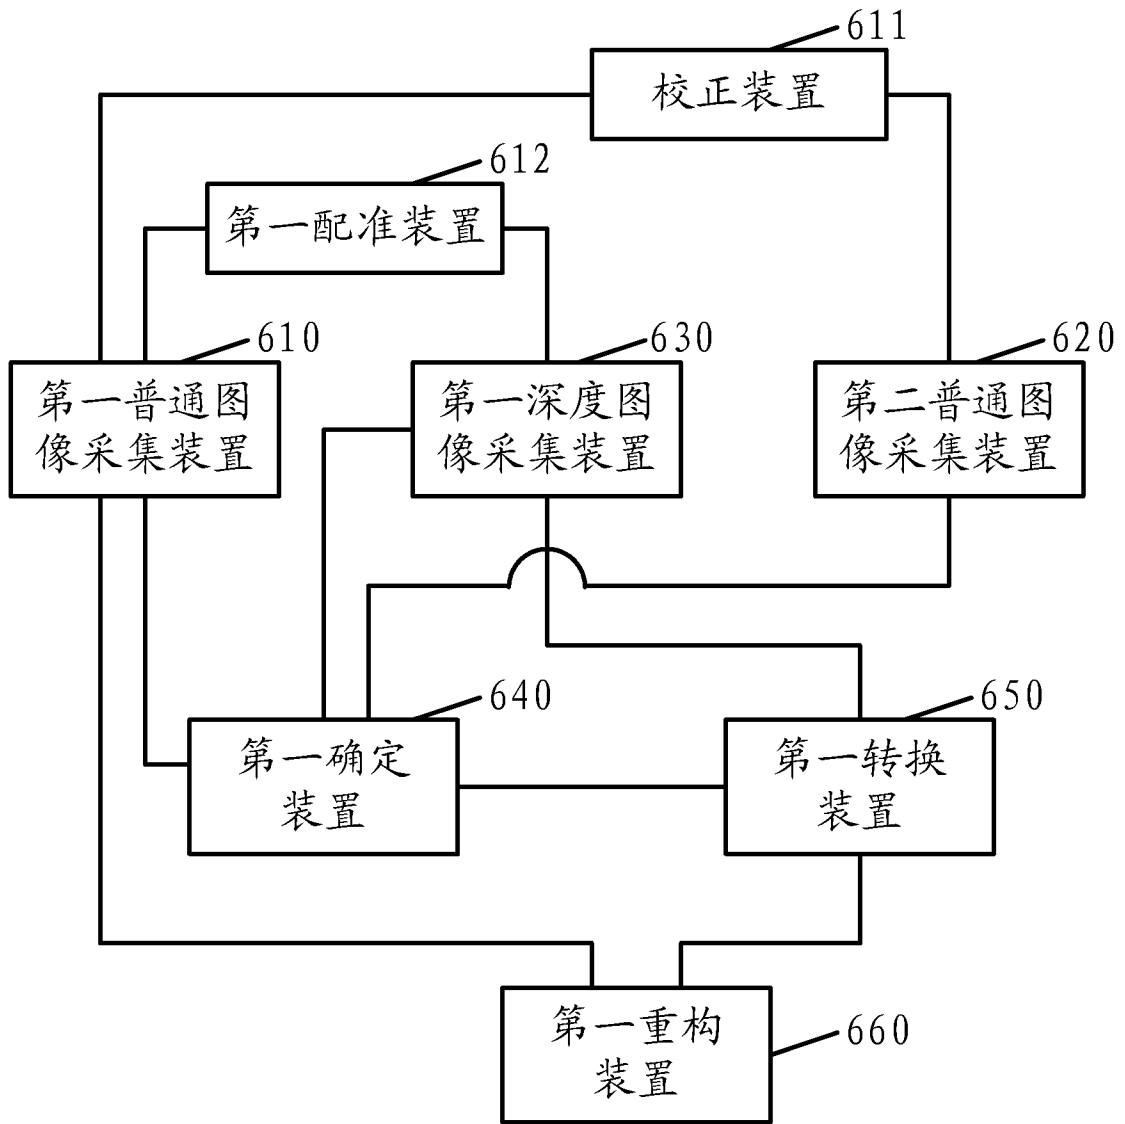 611
校正装置
612
第一配准装置
610
第一普通图
像采集装置
630
第一深度图
像采集装置
620
第二普通图
像采集装置
640
第一确定
装置
650
第一转换
装置
第一重构
装置
660